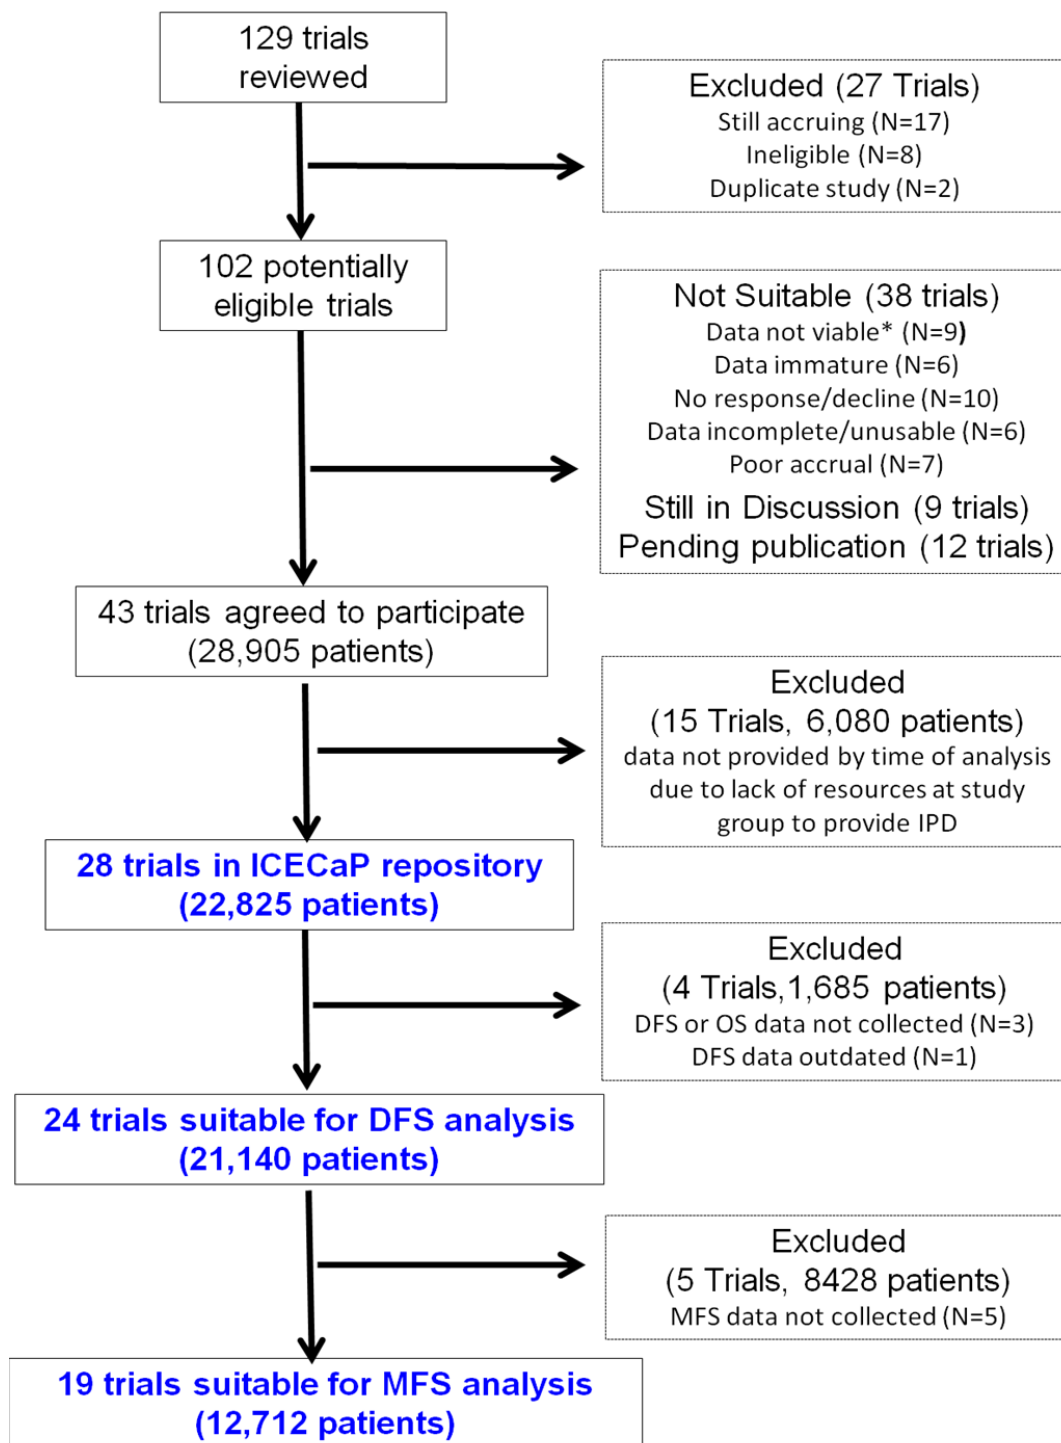 129 trials
reviewed
Excluded (27 Trials)
Still accruing (N=17)
Ineligible (N=8)
Duplicate study (N=2)
102 potentially
eligible trials
Not Suitable (38 trials)
Data not viable* (N=9)
Data immature (N=6)
No response/decline (N=10)
Data incomplete/unusable (N=6)
Poor accrual (N=7)
Still in Discussion (9 trials)
Pending publication (12 trials)
43 trials agreed to participate
(28,905 patients)
Excluded
(15 Trials, 6,080 patients)
data not provided by time of analysis
due to lack of resources at study
group to provide IPD
28 trials in ICECaP repository
(22,825 patients)
Excluded
(4 Trials,1,685 patients)
DFS or OS data not collected (N=3)
DFS data outdated (N=1)
24 trials suitable for DFS analysis
(21,140 patients)
Excluded
(5 Trials, 8428 patients)
MFS data not collected (N=5)
19 trials suitable for MFS analysis
(12,712 patients)